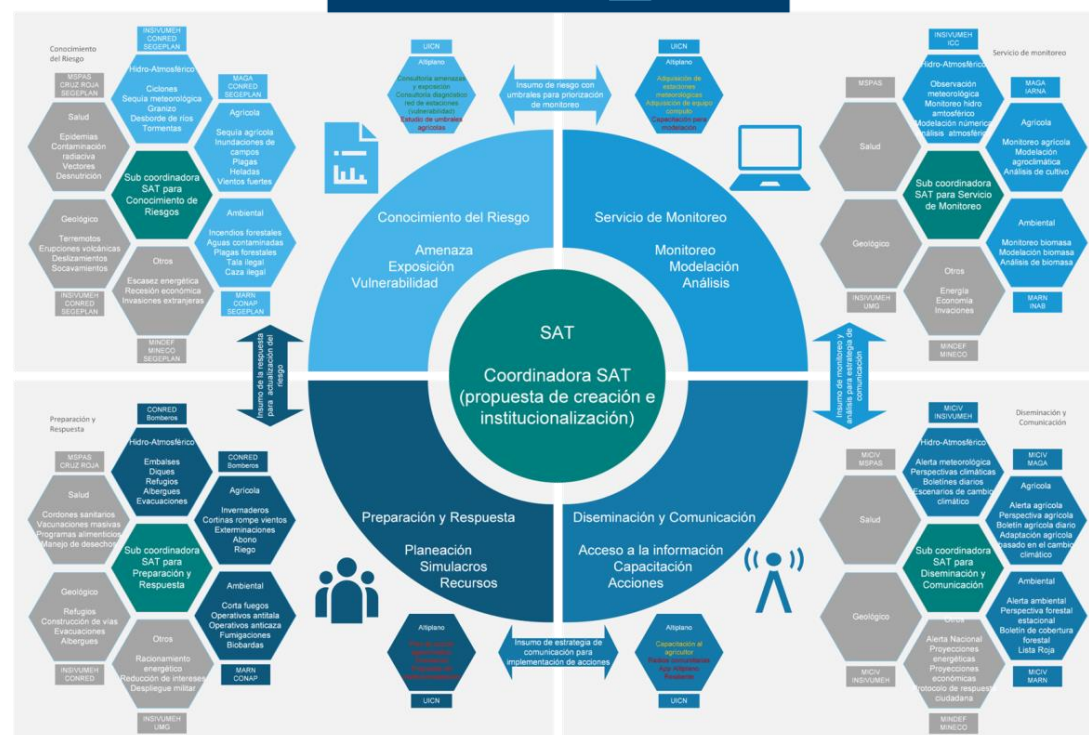 Conocimiento
del Riesgo
INSIVUMEH
CONRED
SEGEPLAN
Hidro-Atmosférico
Ciclones
Sequía meteorológica
Granizo
Desborde de ríos
Tormentas
MSPAS
CRUZ ROJA
SEGEPLAN
Salud
Epidemias
Contaminación
radiactiva
Vectores
Desnutrición
MAGA
CONRED
SEGEPLAN
Agrícola
Sequía agrícola
Inundaciones de
campos
Plagas
Heladas
Vientos fuertes
Sub coordinadora
SAT para
Conocimiento de
Riesgos
Geológico
Terremotos
Erupciones volcánicas
Deslizamientos
Socavamientos
INSIVUMEH
CONRED
SEGEPLAN
Ambiental
Incendios forestales
Aguas contaminadas
Plagas forestales
Tala ilegal
Caza ilegal
MARN
CONAP
SEGEPLAN
Otros
Escasez energética
Recesión económica
Invasiones extranjeras
MINDEF
MINECO
SEGEPLAN
UICN
Altiplano
Consultoría amenazas
y exposición
Consultoría diagnóstico
red de estaciones
(vulnerabilidad)
Estudio de umbrales
agrícolas
Insumo de riesgo con
umbrales para priorización
de monitoreo
UICN
Altiplano
Adquisición de
estaciones
meteorológicas
Adquisición de equipo
computo
Capacitación para
modelación
Servicio de monitoreo
INSIVUMEH
ICC
Hidro-Atmosférico
Observación
meteorológica
Monitoreo hidro
amtosférico
Modelación númerica
Análisis atmosférico
MSPAS
Salud
MAGA
IARNA
Agrícola
Monitoreo agrícola
Modelación
agroclimática
Análisis de cultivo
Sub coordinadora
SAT para Servicio
de Monitoreo
Geológico
INSIVUMEH
UMG
Ambiental
Monitoreo biomasa
Modelación biomasa
Análisis de biomasa
MARN
INAB
Otros
Energía
Economía
Invaciones
MINDEF
MINECO
Conocimiento del Riesgo
Amenaza
Exposición
Vulnerabilidad
Servicio de Monitoreo
Monitoreo
Modelación
Análisis
SAT
Coordinadora SAT
(propuesta de creación e
institucionalización)
Insumo de la respuesta
para actualización del
riesgo
Insumo de monitoreo y
análisis para estrategia de
comunicación
Preparación y Respuesta
Planeación
Simulacros
Recursos
Diseminación y Comunicación
Acceso a la información
Capacitación
Acciones
Preparación y
Respuesta
CONRED
Bomberos
Hidro-Atmosférico
Embalses
Diques
Refugios
Albergues
Evacuaciones
MSPAS
CRUZ ROJA
Salud
Cordones sanitarios
Vacunaciones masivas
Programas alimenticios
Manejo de desechos
CONRED
Bomberos
Agrícola
Invernaderos
Cortinas rompe vientos
Exterminaciones
Abono
Riego
Sub coordinadora
SAT para
Preparación y
Respuesta
Geológico
Refugios
Construcción de vías
Evacuaciones
Albergues
INSIVUMEH
CONRED
Ambiental
Corta fuegos
Operativos antitala
Operativos anticaza
Fumigaciones
Biobardas
MARN
CONAP
Otros
Racionamiento
energético
Reducción de intereses
Despliegue militar
INSIVUMEH
UMG
Altiplano
UICN
Insumo de estrategia de
comunicación para
implementación de acciones
Altiplano
Capacitación al
agricultor
UICN
Diseminación y
Comunicación
MICIV
INSIVUMEH
Hidro-Atmosférico
Alerta meteorológica
Perspectivas climáticas
Boletines diarios
Escenarios de cambio
climático
MICIV
MSPAS
Salud
MICIV
MAGA
Agrícola
Alerta agrícola
Perspectiva agrícola
Boletín agrícola diario
Adaptación agrícola
basado en el cambio
climático
Sub coordinadora
SAT para
Diseminación y
Comunicación
Geológico
MICIV
INSIVUMEH
Ambiental
Alerta ambiental
Perspectiva forestal
estacional
Boletín de cobertura
forestal
Lista Roja
MICIV
MARN
Otros
Alerta Nacional
Proyecciones
energéticas
Proyecciones
económicas
Protocolo de respuesta
ciudadana
MINDEF
MINECO